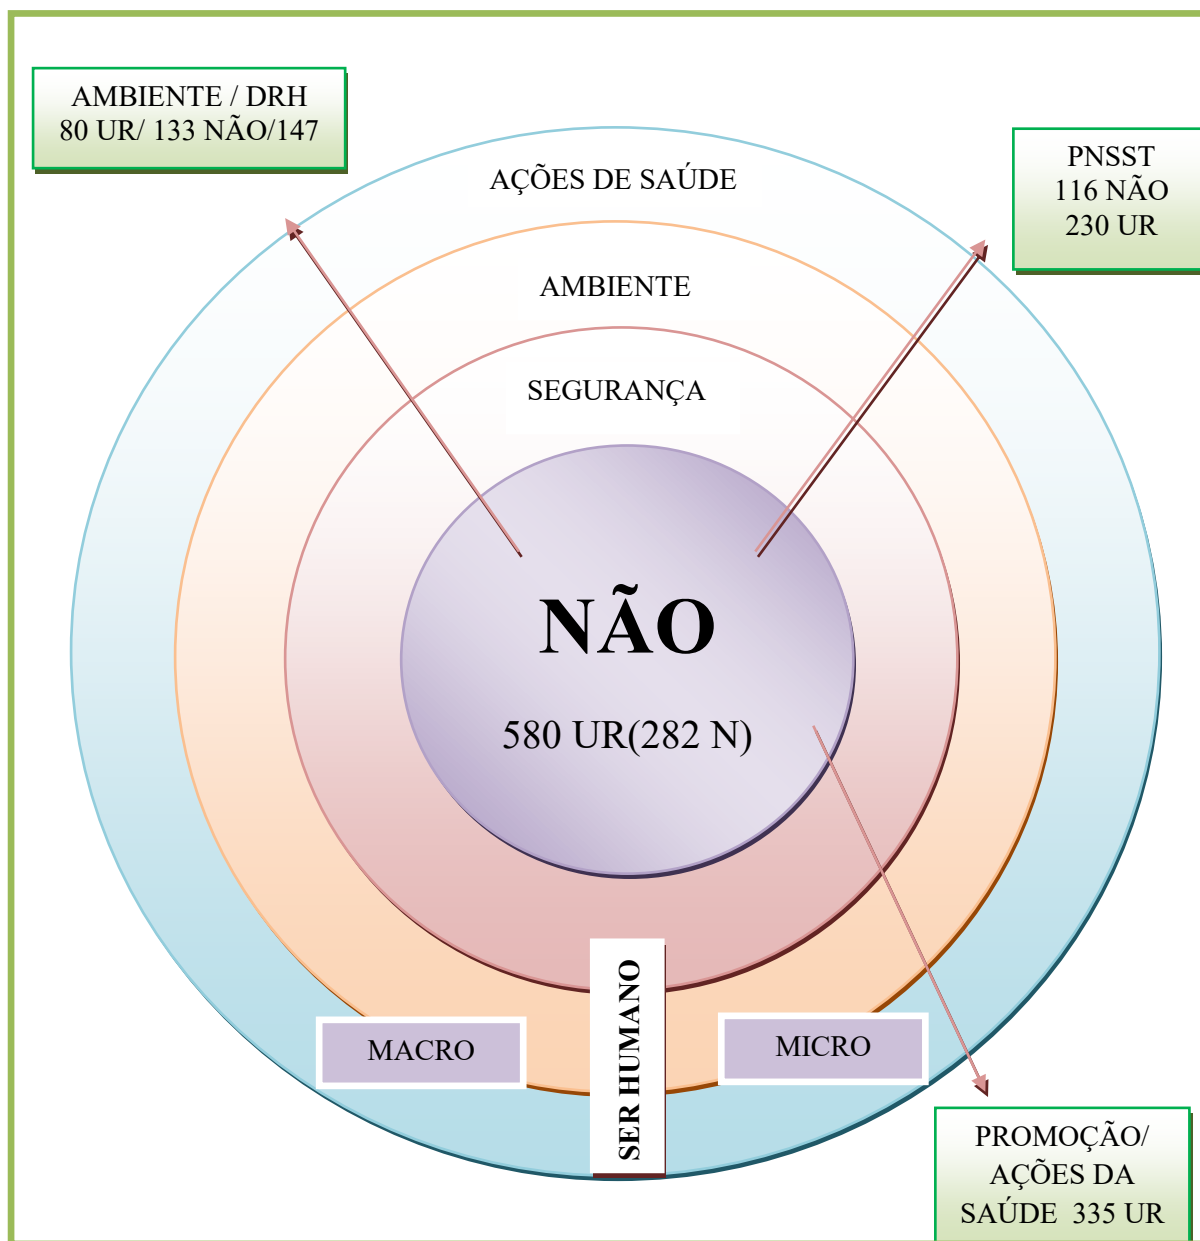 AMBIENTE / DRH
80 UR/ 133 NÃO/147
PNSST
116 NÃO
230 UR
AÇÕES DE SAÚDE
AMBIENTE
SEGURANÇA
NÃO
580 UR(282 N)
SER HUMANO
MACRO
MICRO
PROMOÇÃO/
AÇÕES DA
SAÚDE 335 UR